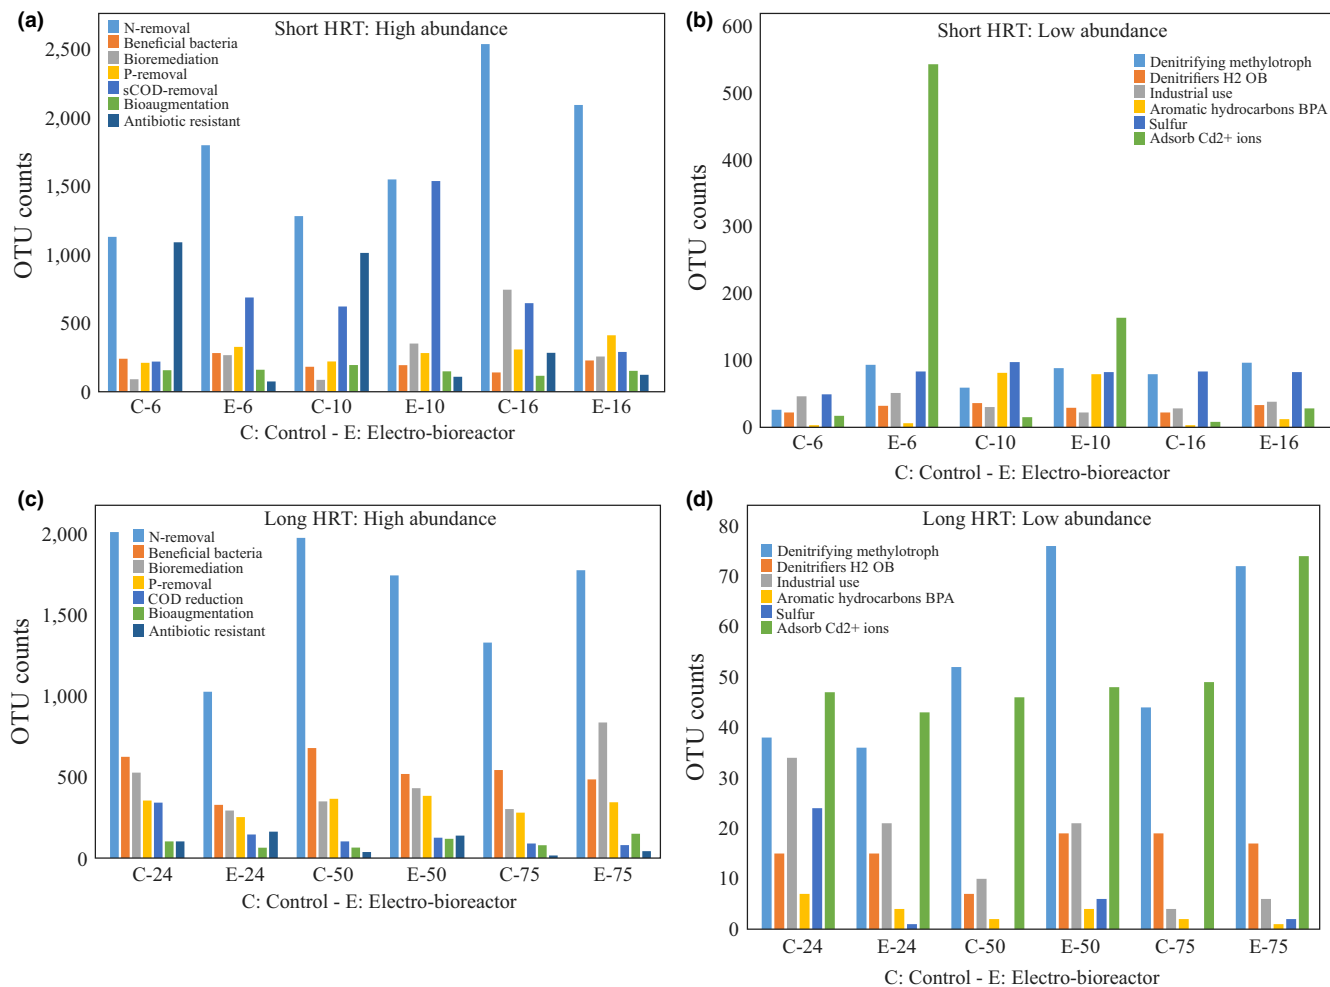 (a)
Short HRT: High abundance
N-removal
Beneficial bacteria
Bioremediation
P-removal
sCOD-removal
Bioaugmentation
Antibiotic resistant
OTU counts
2,500
2,000
1,500
1,000
500
0
C-6 E-6 C-10 E-10 C-16 E-16
C: Control - E: Electro-bioreactor
(b)
Short HRT: Low abundance
Denitrifying methylotroph
Denitrifiers H2 OB
Industrial use
Aromatic hydrocarbons BPA
Sulfur
Adsorb Cd2+ ions
OTU counts
600
500
400
300
200
100
0
C-6 E-6 C-10 E-10 C-16 E-16
C: Control - E: Electro-bioreactor
(c)
Long HRT: High abundance
N-removal
Beneficial bacteria
Bioremediation
P-removal
COD reduction
Bioaugmentation
Antibiotic resistant
OTU counts
2,000
1,500
1,000
500
0
C-24 E-24 C-50 E-50 C-75 E-75
C: Control - E: Electro-bioreactor
(d)
Long HRT: Low abundance
Denitrifying methylotroph
Denitrifiers H2 OB
Industrial use
Aromatic hydrocarbons BPA
Sulfur
Adsorb Cd2+ ions
OTU counts
80
70
60
50
40
30
20
10
0
C-24 E-24 C-50 E-50 C-75 E-75
C: Control - E: Electro-bioreactor